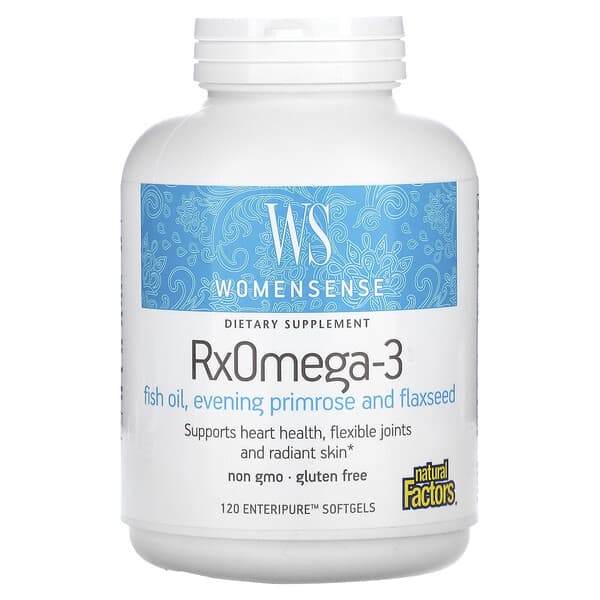 WS
WOMENSENSE
DIETARY SUPPLEMENT
RxOmega-3
fish oil, evening primrose and flaxseed
Supports heart health, flexible joints
and radiant skin*
non gmo · gluten free
natural
Factors®
120 ENTERIPURE™ SOFTGELS